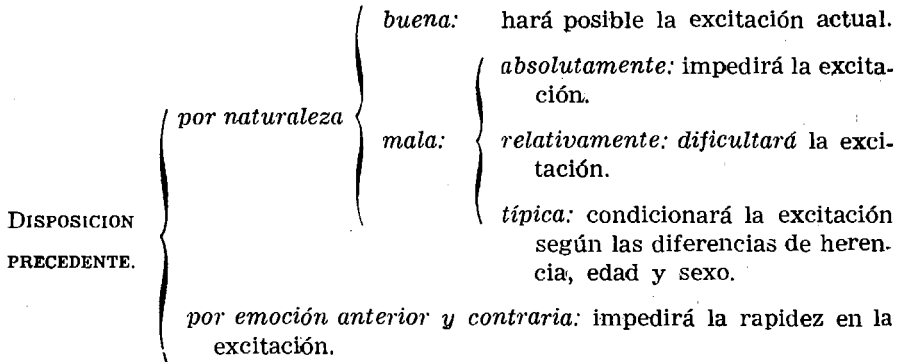 buena: hará posible la excitación actual.
absolutamente: impedirá la excita-
ción.
por naturaleza
mala:
relativamente: dificultará la exci-
tación.
DISPOSICION
PRECEDENTE.
típica: condicionará la excitación
según las diferencias de heren-
cia, edad y sexo.
por emoción anterior y contraria: impedirá la rapidez en la
excitación.